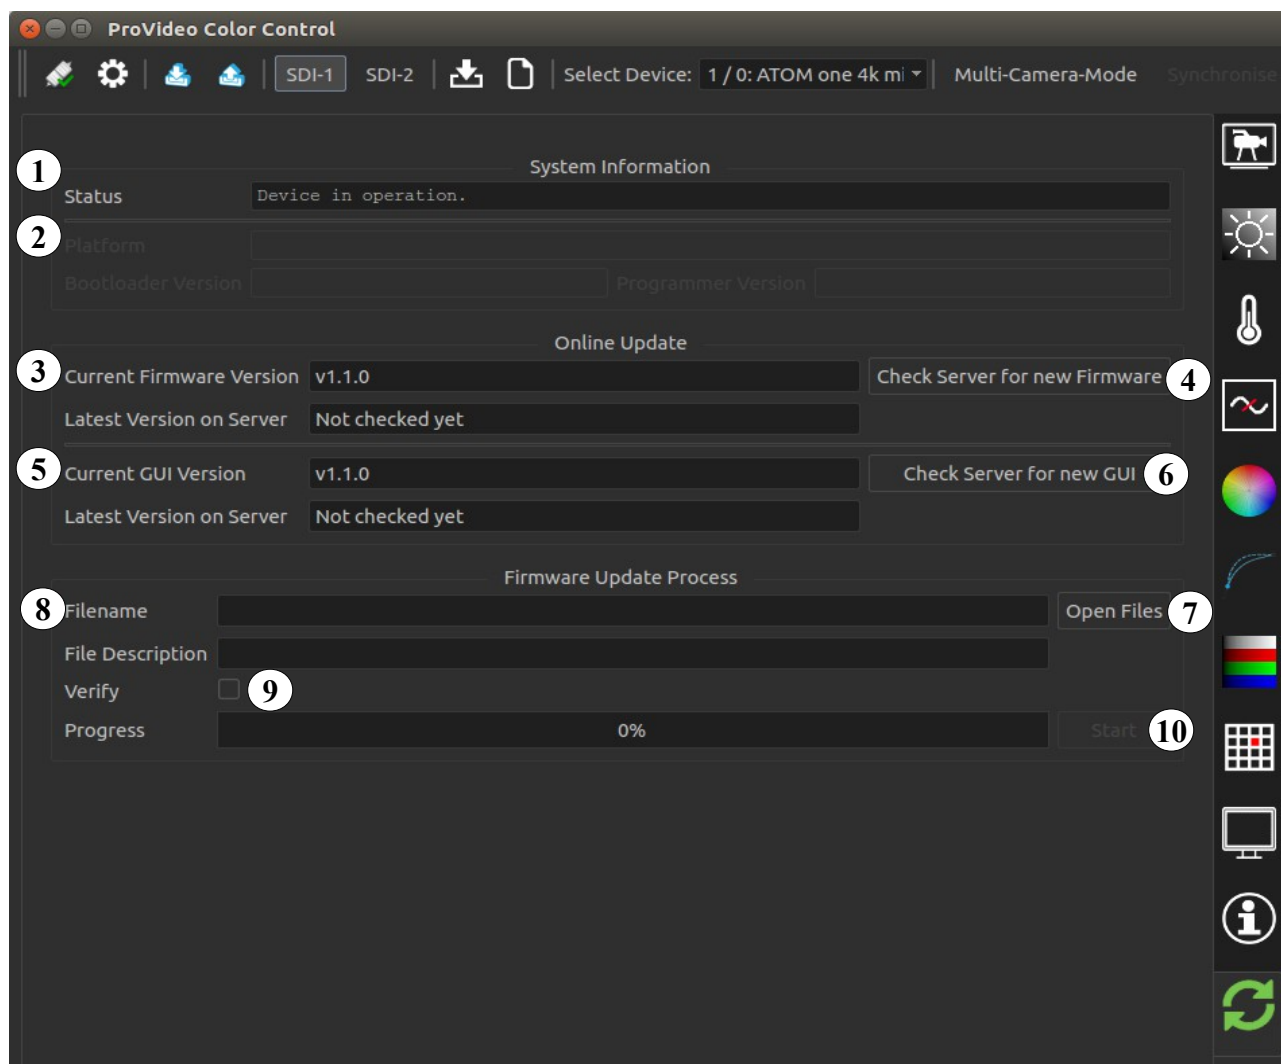 ProVideo Color Control
SDI-1 SDI-2 Select Device: 1 / 0: ATOM one 4k mi Multi-Camera-Mode Synchronise
System Information
1
Status Device in operation.
2
Platform
Bootloader Version Programmer Version
Online Update
3 Current Firmware Version v1.1.0 Check Server for new Firmware 4
Latest Version on Server Not checked yet
5 Current GUI Version v1.1.0 Check Server for new GUI 6
Latest Version on Server Not checked yet
Firmware Update Process
8 Filename Open Files 7
File Description
Verify 9
Progress 0% Start 10